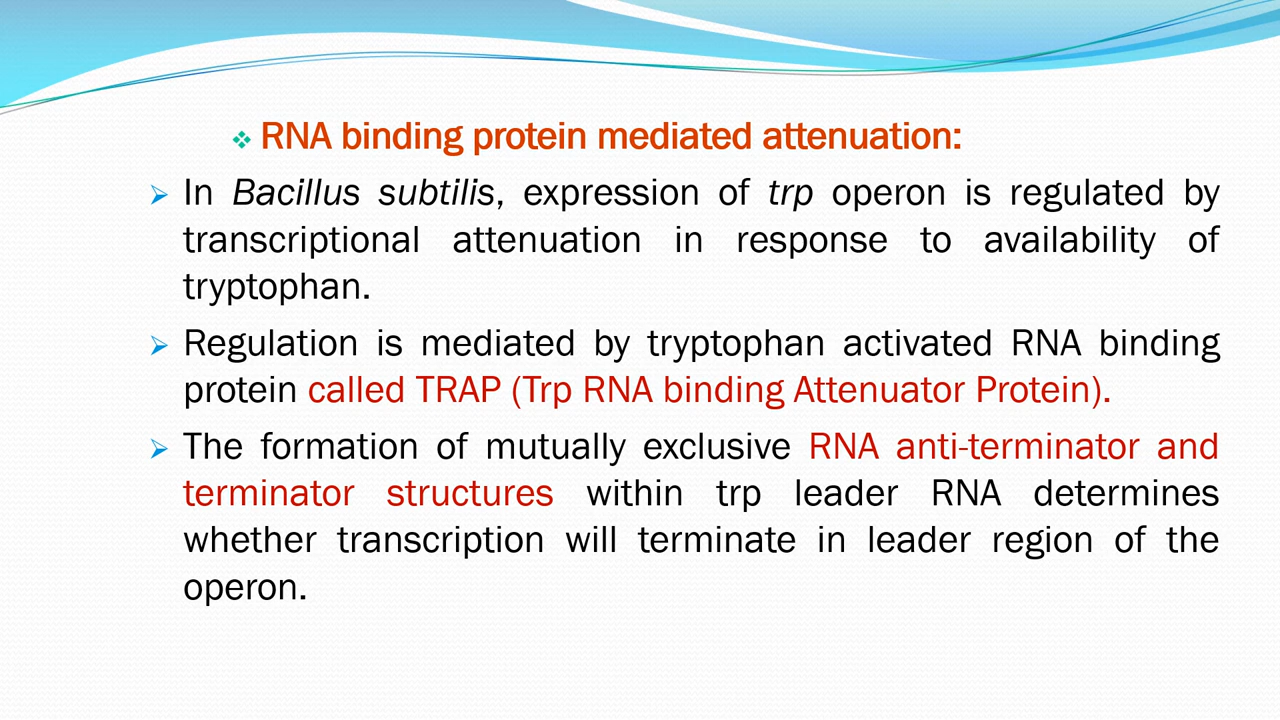 ❖ RNA binding protein mediated attenuation:
➢ In Bacillus subtilis, expression of trp operon is regulated by
transcriptional attenuation in response to availability of
tryptophan.
➢ Regulation is mediated by tryptophan activated RNA binding
protein called TRAP (Trp RNA binding Attenuator Protein).
➢ The formation of mutually exclusive RNA anti-terminator and
terminator structures within trp leader RNA determines
whether transcription will terminate in leader region of the
operon.